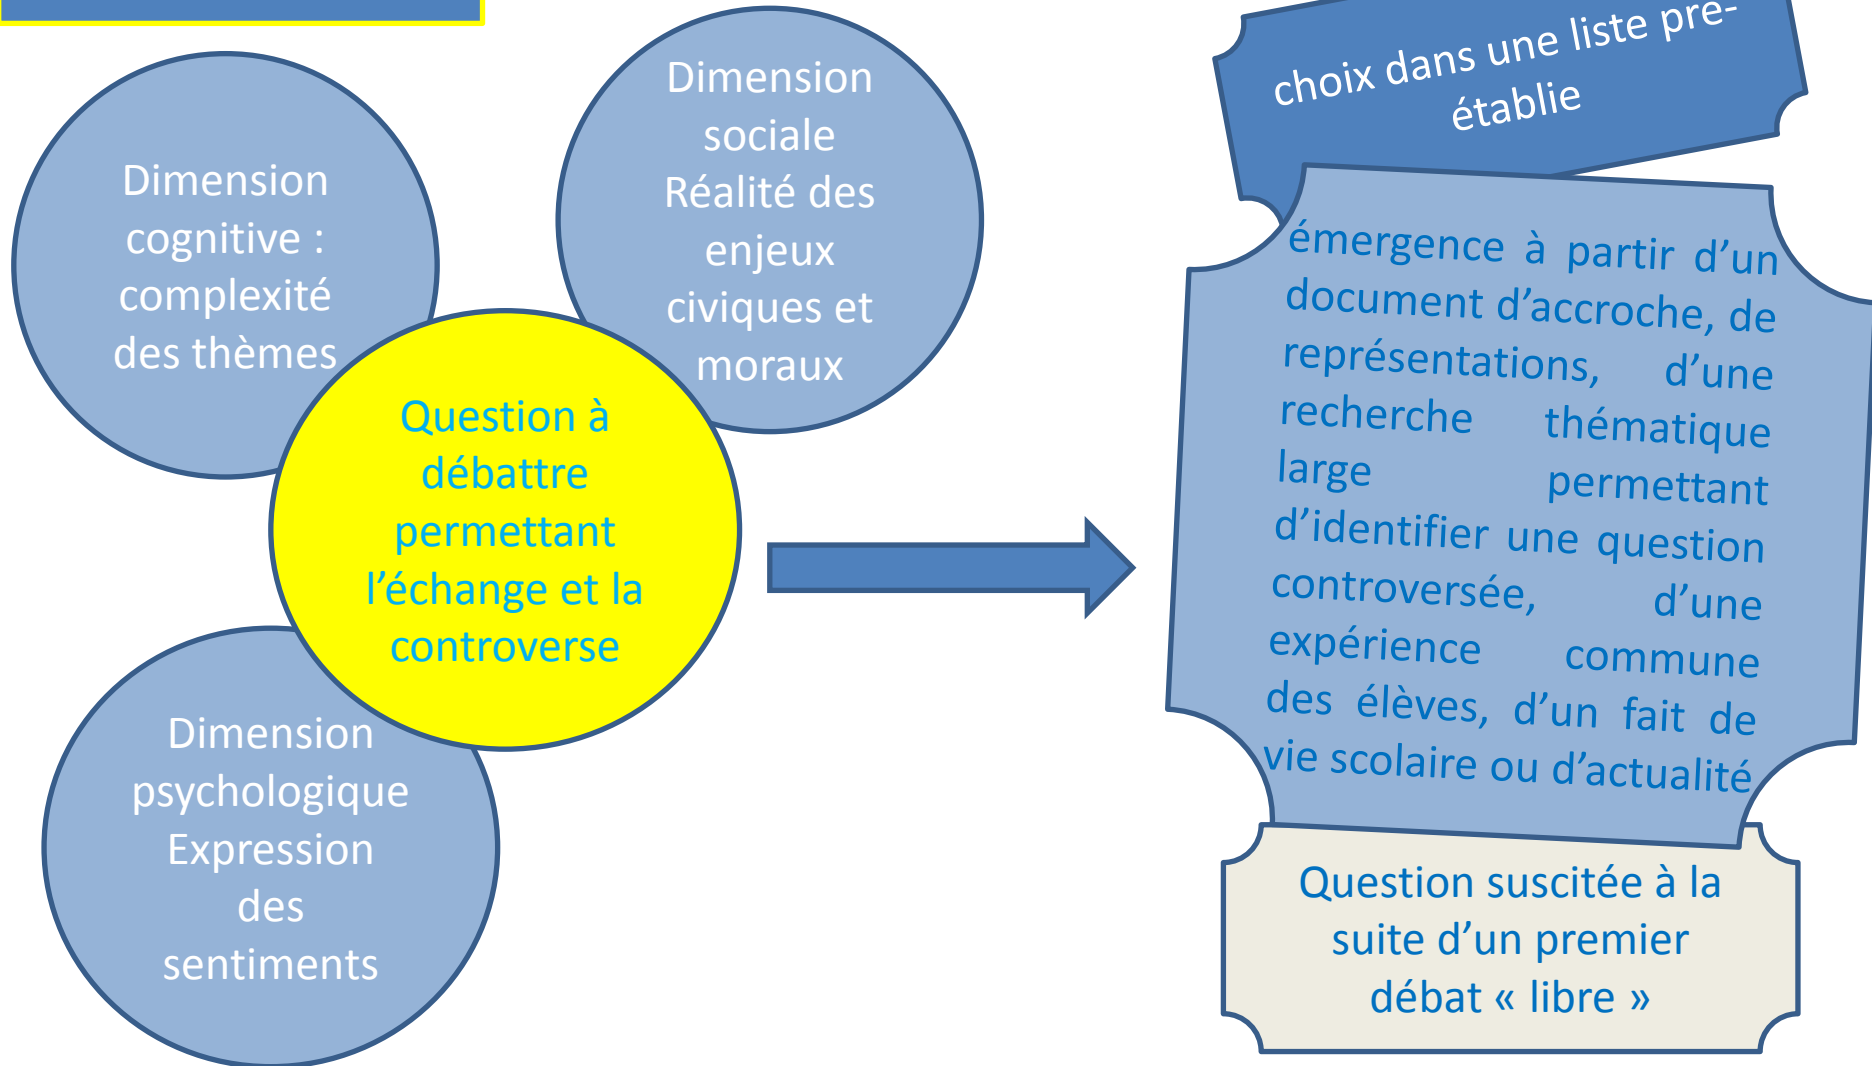 Dimension
cognitive :
complexité
des thèmes
Dimension
sociale
Réalité des
enjeux
civiques et
moraux
Question à
débattre
permettant
l’échange et la
controverse
Dimension
psychologique
Expression
des
sentiments
choix dans une liste pré-
établie
émergence à partir d’un
document d’accroche, de
représentations, d’une
recherche thématique
large permettant
d’identifier une question
controversée, d’une
expérience commune
des élèves, d’un fait de
vie scolaire ou d’actualité
Question suscitée à la
suite d’un premier
débat « libre »